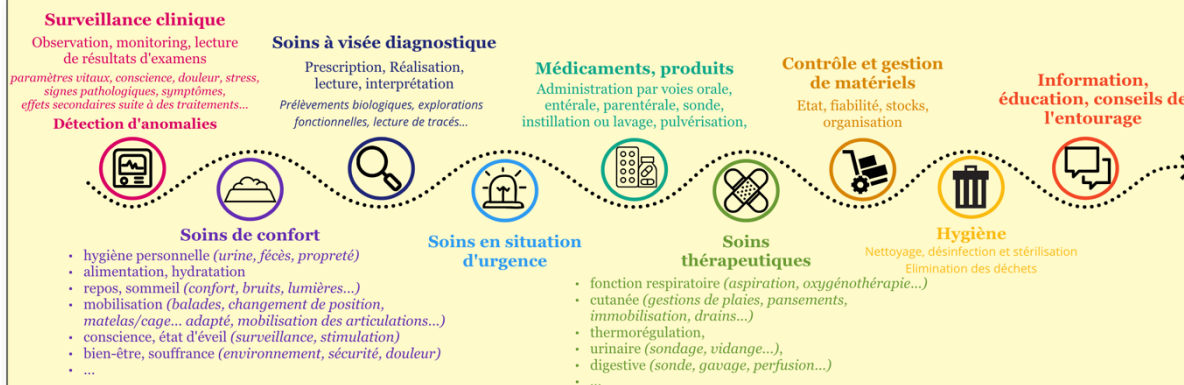 Surveillance clinique
Observation, monitoring, lecture
de résultats d'examens
paramètres vitaux, conscience, douleur, stress,
signes pathologiques, symptômes,
effets secondaires suite à des traitements...
Détection d'anomalies
Soins de confort
• hygiène personnelle (urine, fécès, propreté)
• alimentation, hydratation
• repos, sommeil (confort, bruits, lumières...)
• mobilisation (balades, changement de position,
matelas/cage... adapté, mobilisation des articulations...)
• conscience, état d'éveil (surveillance, stimulation)
• bien-être, souffrance (environnement, sécurité, douleur)
• ...
Soins à visée diagnostique
Prescription, Réalisation,
lecture, interprétation
Prélèvements biologiques, explorations
fonctionnelles, lecture de tracés...
Soins en situation
d'urgence
Médicaments, produits
Administration par voies orale,
entérale, parentérale, sonde,
instillation ou lavage, pulvérisation,
Soins
thérapeutiques
• fonction respiratoire (aspiration, oxygénothérapie...)
• cutanée (gestions de plaies, pansements,
immobilisation, drains...)
• thermorégulation,
• urinaire (sondage, vidange...),
• digestive (sonde, gavage, perfusion...)
• ...
Contrôle et gestion
de matériels
Etat, fiabilité, stocks,
organisation
Hygiène
Nettoyage, désinfection et stérilisation
Elimination des déchets
Information,
éducation, conseils de
l'entourage